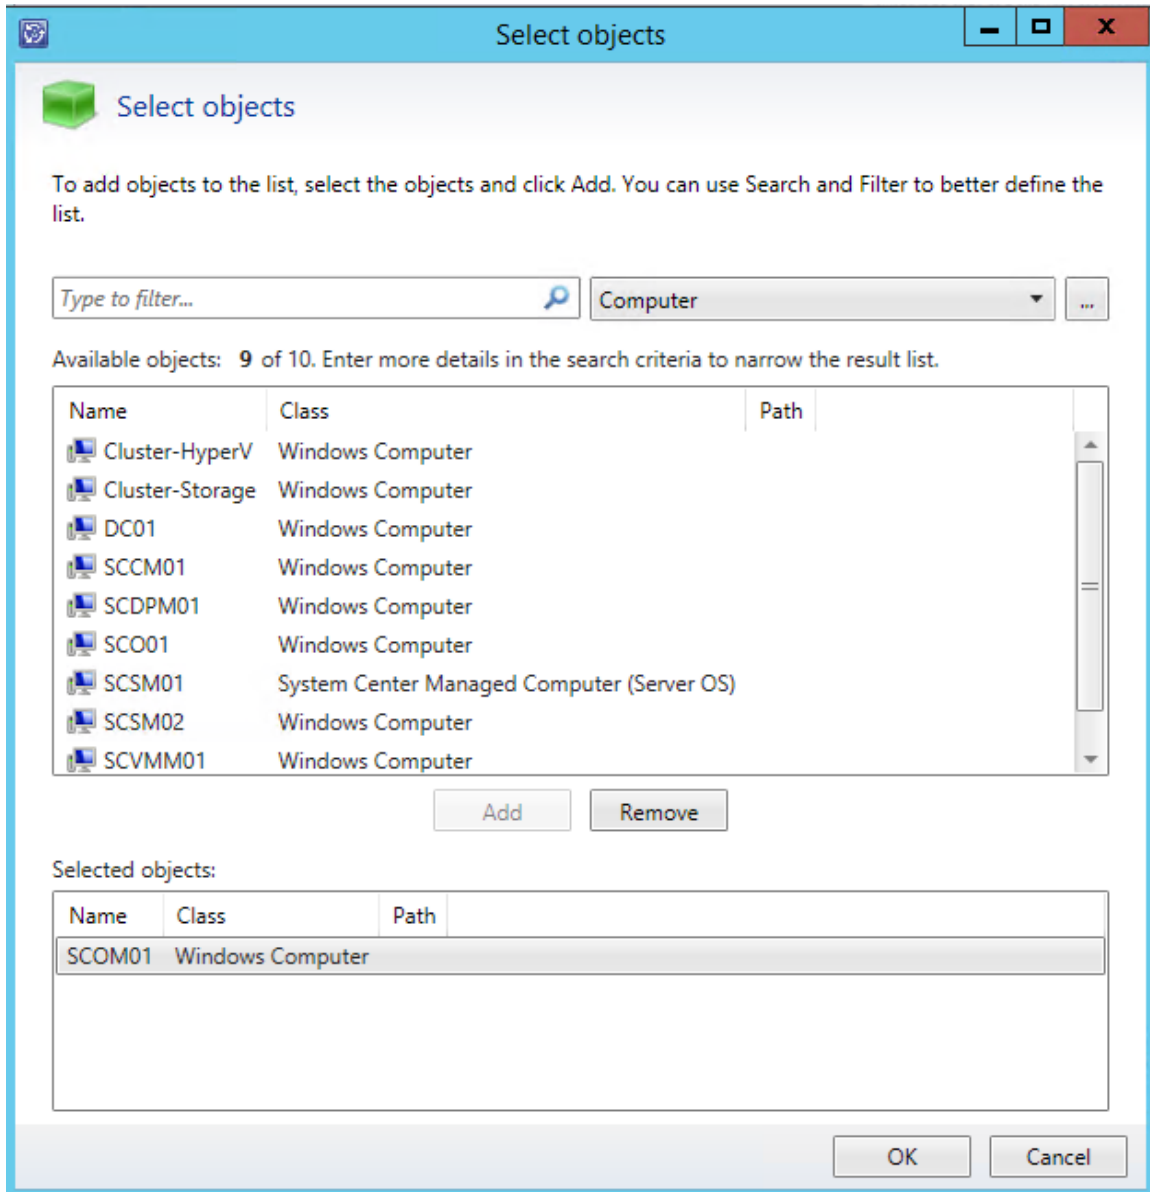 Select objects
Select objects
To add objects to the list, select the objects and click Add. You can use Search and Filter to better define the
list.
Type to filter... Computer ...
Available objects: 9 of 10. Enter more details in the search criteria to narrow the result list.
Name Class Path
Cluster-HyperV Windows Computer
Cluster-Storage Windows Computer
DC01 Windows Computer
SCCM01 Windows Computer
SCDPM01 Windows Computer
SCO01 Windows Computer
SCSM01 System Center Managed Computer (Server OS)
SCSM02 Windows Computer
SCVMM01 Windows Computer
Add Remove
Selected objects:
Name Class Path
SCOM01 Windows Computer
OK Cancel